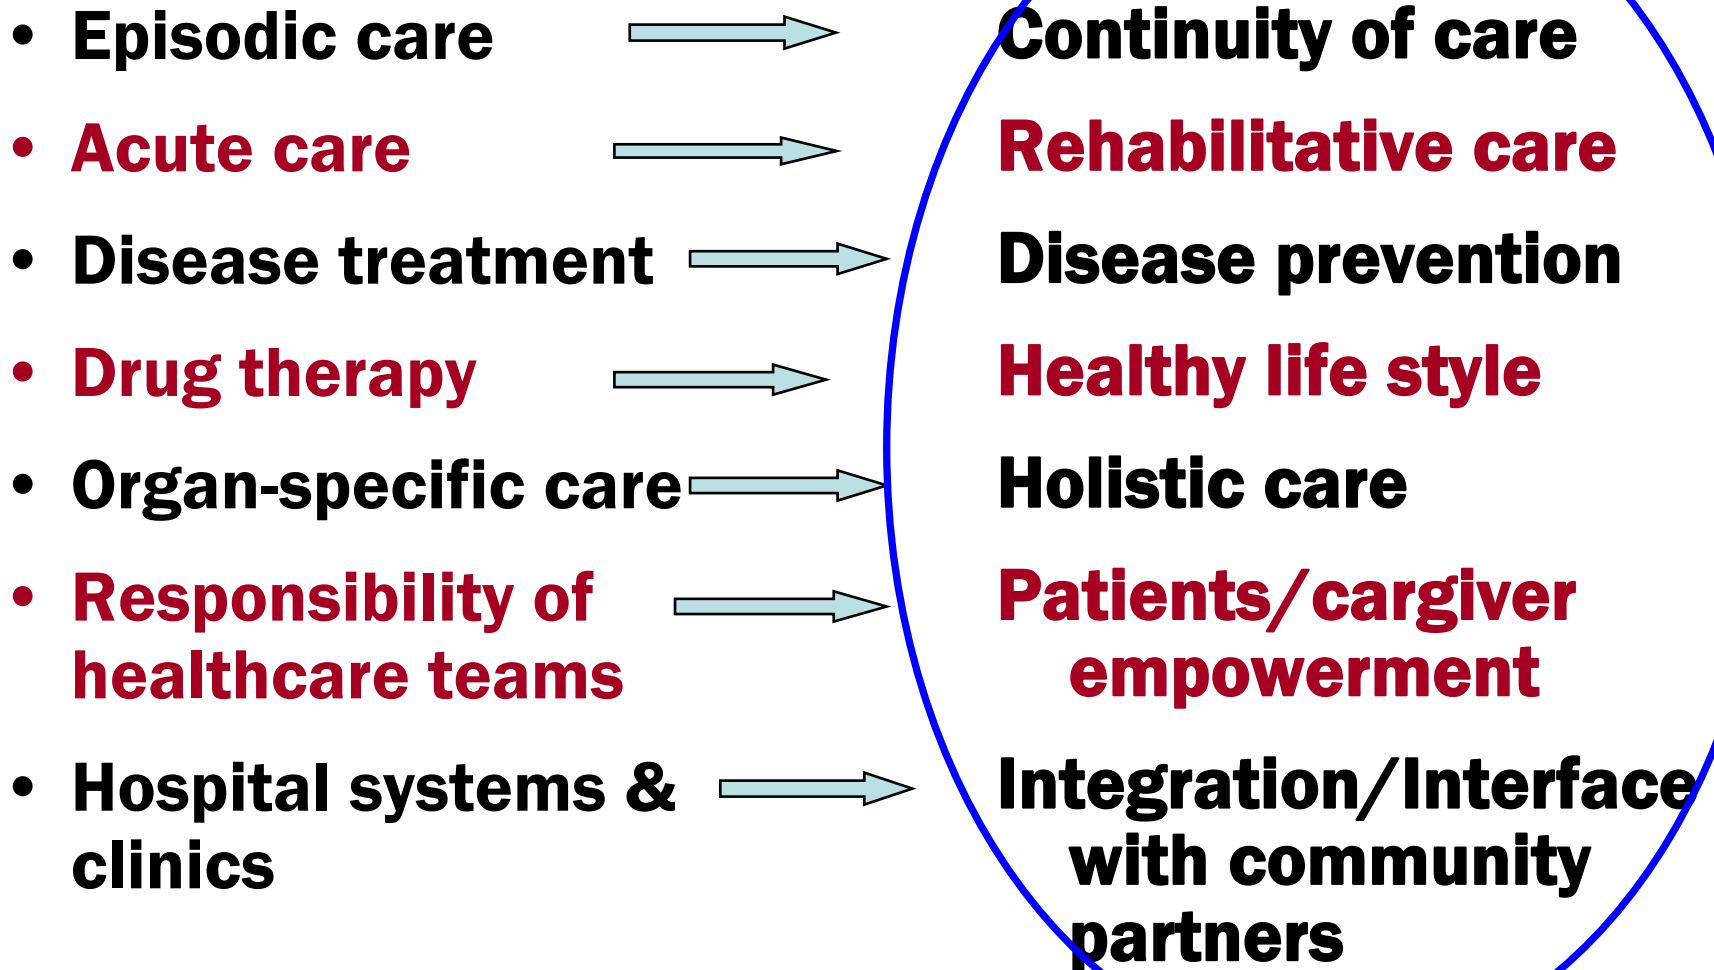 • Episodic care
Continuity of care
• Acute care
Rehabilitative care
• Disease treatment
Disease prevention
• Drug therapy
Healthy life style
• Organ-specific care
Holistic care
• Responsibility of
healthcare teams
Patients/cargiver
empowerment
• Hospital systems &
clinics
Integration/Interface
with community
partners